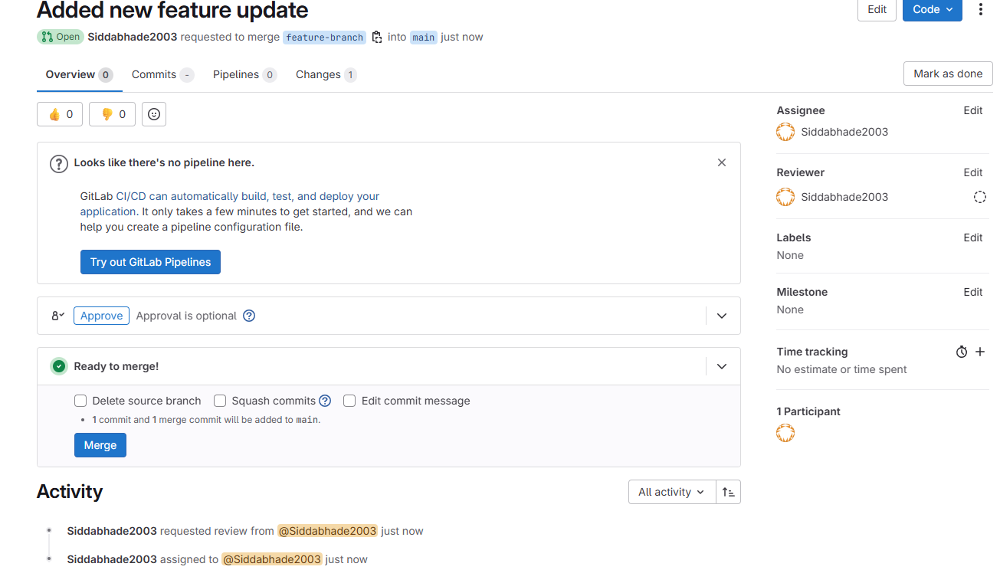 Added new feature update
Edit
Code
Open Siddabhade2003 requested to merge feature-branch into main just now
Overview 0 Commits - Pipelines 0 Changes 1
Mark as done
👍 0 👎 0
Looks like there's no pipeline here.
GitLab CI/CD can automatically build, test, and deploy your
application. It only takes a few minutes to get started, and we can
help you create a pipeline configuration file.
Try out GitLab Pipelines
Approve Approval is optional
Ready to merge!
Delete source branch Squash commits Edit commit message
• 1 commit and 1 merge commit will be added to main.
Merge
Activity
All activity
Siddabhade2003 requested review from @Siddabhade2003 just now
Siddabhade2003 assigned to @Siddabhade2003 just now
Assignee Edit
Siddabhade2003
Reviewer Edit
Siddabhade2003
Labels Edit
None
Milestone Edit
None
Time tracking
No estimate or time spent
1 Participant